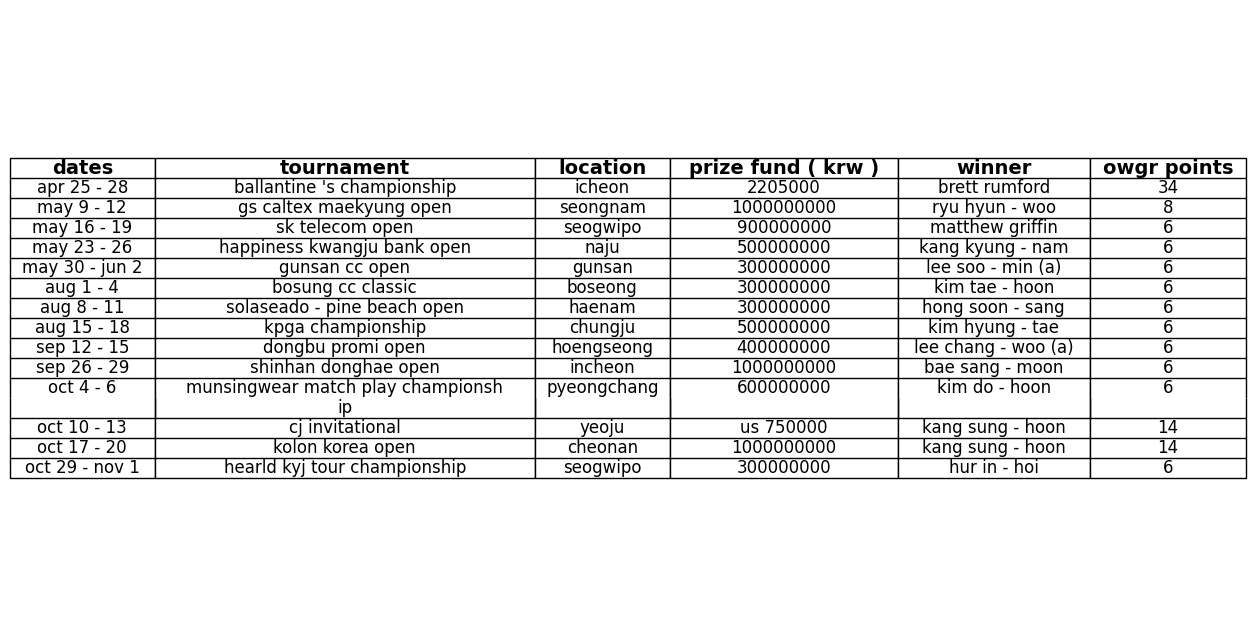 dates tournament location prize fund ( krw ) winner owgr points
apr 25 - 28 ballantine 's championship icheon 2205000 brett rumford 34
may 9 - 12 gs caltex maekyung open seongnam 1000000000 ryu hyun - woo 8
may 16 - 19 sk telecom open seogwipo 900000000 matthew griffin 6
may 23 - 26 happiness kwangju bank open naju 500000000 kang kyung - nam 6
may 30 - jun 2 gunsan cc open gunsan 300000000 lee soo - min (a) 6
aug 1 - 4 bosung cc classic boseong 300000000 kim tae - hoon 6
aug 8 - 11 solaseado - pine beach open haenam 300000000 hong soon - sang 6
aug 15 - 18 kpga championship chungju 500000000 kim hyung - tae 6
sep 12 - 15 dongbu promi open hoengseong 400000000 lee chang - woo (a) 6
sep 26 - 29 shinhan donghae open incheon 1000000000 bae sang - moon 6
oct 4 - 6 munsingwear match play championsh pyeongchang 600000000 kim do - hoon 6
ip
oct 10 - 13 cj invitational yeoju us 750000 kang sung - hoon 14
oct 17 - 20 kolon korea open cheonan 1000000000 kang sung - hoon 14
oct 29 - nov 1 hearld kyj tour championship seogwipo 300000000 hur in - hoi 6